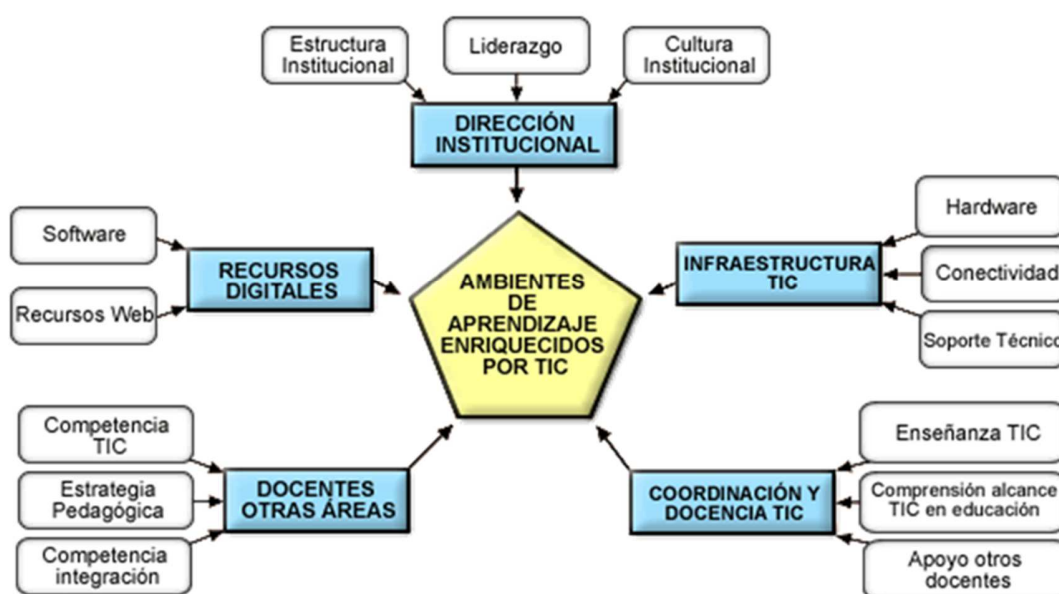 Estructura
Institucional
Liderazgo
Cultura
Institucional
DIRECCIÓN
INSTITUCIONAL
Software
Recursos Web
RECURSOS
DIGITALES
AMBIENTES
DE
APRENDIZAJE
ENRIQUECIDOS
POR TIC
INFRAESTRUCTURA
TIC
Hardware
Conectividad
Soporte Técnico
Competencia
TIC
Estrategia
Pedagógica
Competencia
integración
DOCENTES
OTRAS ÁREAS
COORDINACIÓN Y
DOCENCIA TIC
Enseñanza TIC
Comprensión alcance
TIC en educación
Apoyo otros
docentes